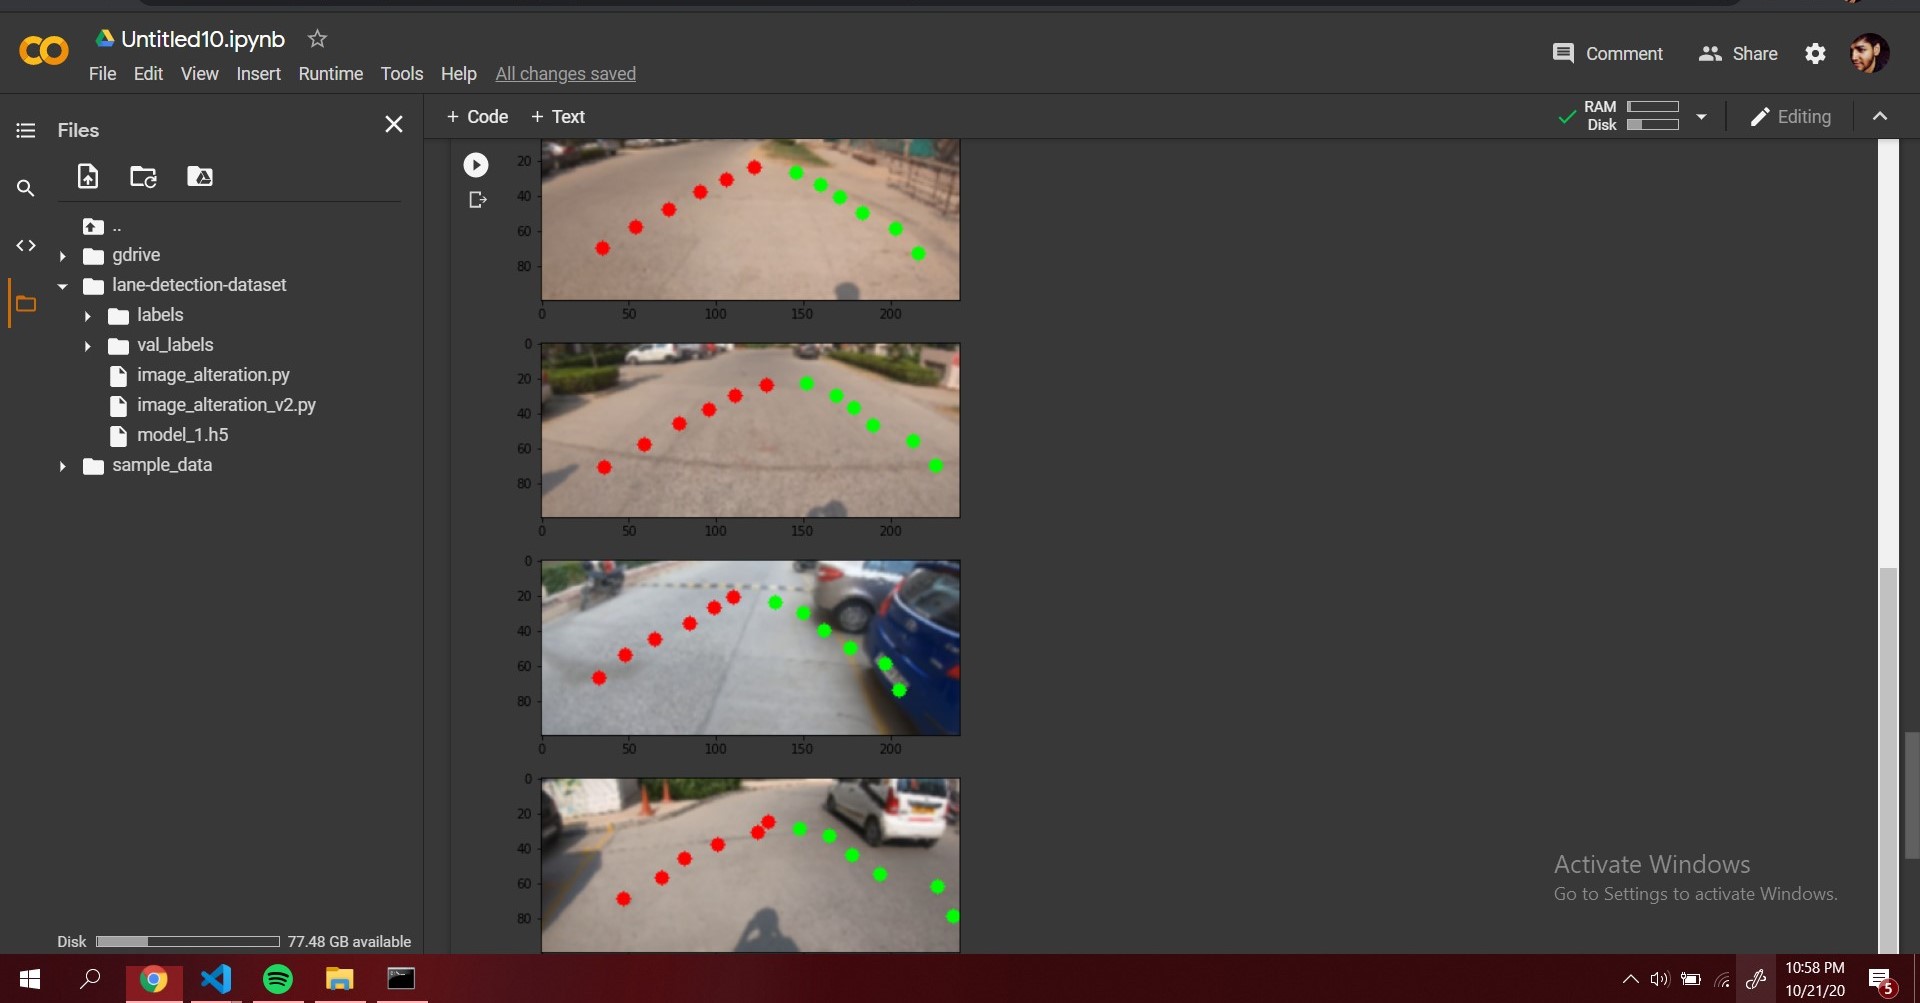 Untitled10.ipynb
File Edit View Insert Runtime Tools Help All changes saved
Comment Share
Files
+ Code + Text
RAM
Disk
Editing
..
gdrive
lane-detection-dataset
labels
val_labels
image_alteration.py
image_alteration_v2.py
model_1.h5
sample_data
Disk 77.48 GB available
20
40
60
80
0 50 100 150 200
0
20
40
60
80
0 50 100 150 200
0
20
40
60
80
0 50 100 150 200
0
20
40
60
80
Activate Windows
Go to Settings to activate Windows.
10:58 PM
10/21/20
5